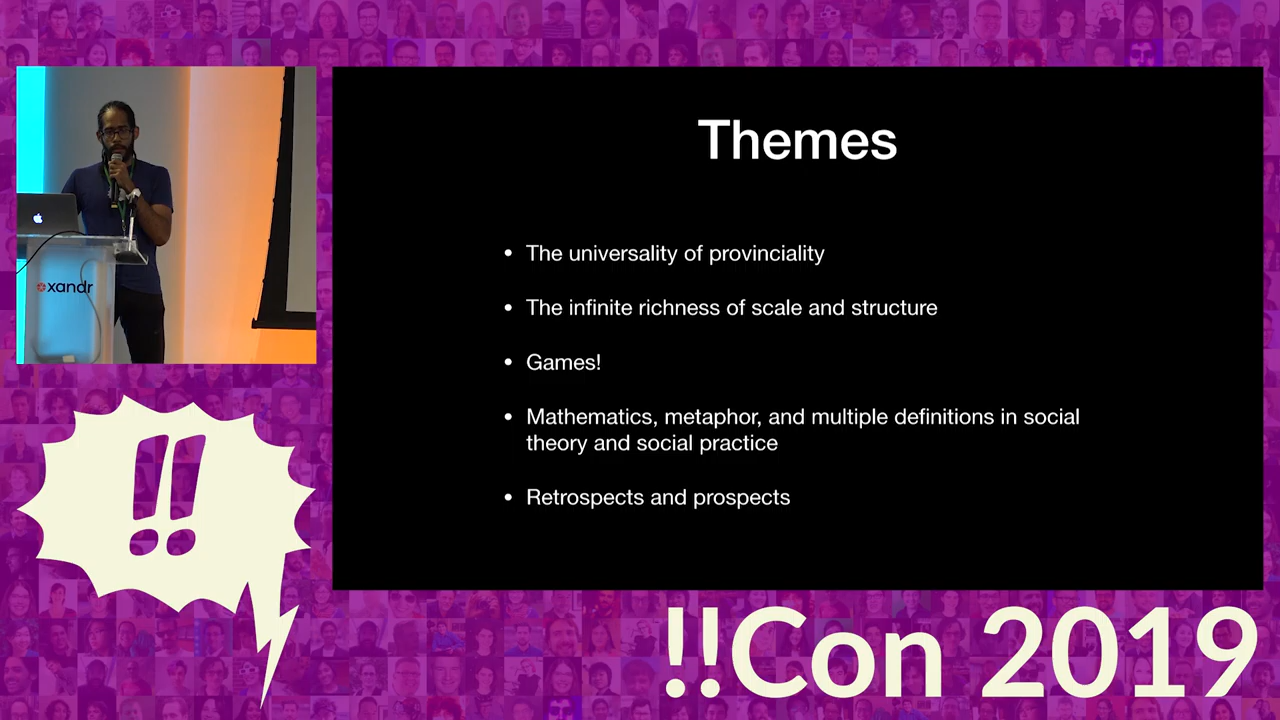 Themes
• The universality of provinciality
• The infinite richness of scale and structure
• Games!
• Mathematics, metaphor, and multiple definitions in social
theory and social practice
• Retrospects and prospects
xandr
!!
!!Con 2019